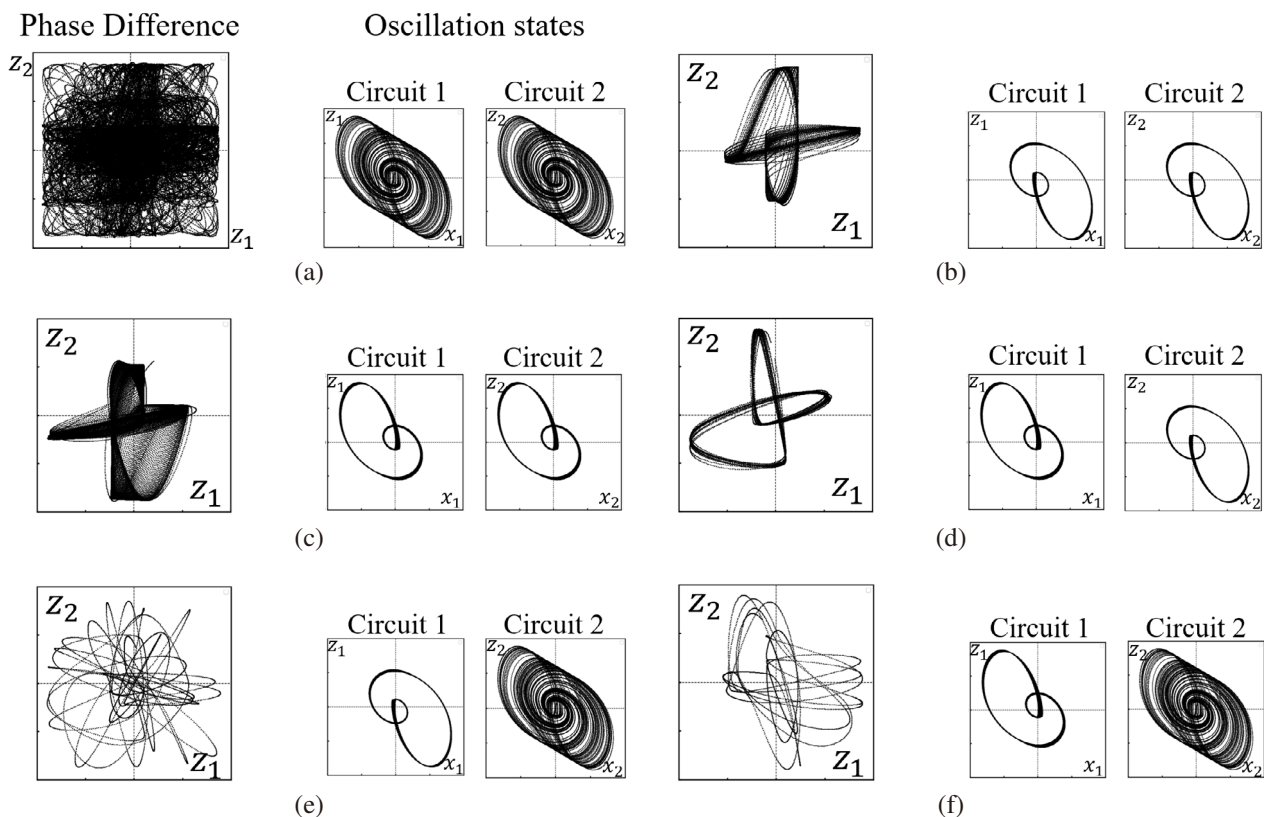 Phase Difference Oscillation states
z₂
z₁
Circuit 1 Circuit 2
z₁ z₂
x₁ x₂
(a)
z₂
z₁
Circuit 1 Circuit 2
z₁ z₂
x₁ x₂
(b)
z₂
z₁
Circuit 1 Circuit 2
z₁ z₂
x₁ x₂
(c)
z₂
z₁
Circuit 1 Circuit 2
z₁ z₂
x₁ x₂
(d)
z₂
z₁
Circuit 1 Circuit 2
z₁ z₂
x₁ x₂
(e)
z₂
z₁
Circuit 1 Circuit 2
z₁ z₂
x₁ x₂
(f)